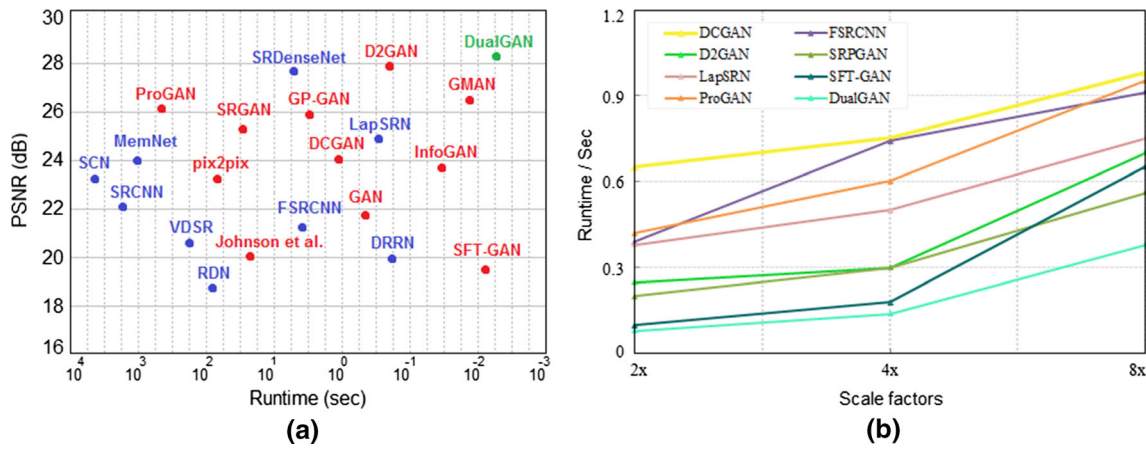 PSNR (dB)
30
28
26
24
22
20
18
16
DualGAN
D2GAN
SRDenseNet
GMAN
ProGAN
SRGAN
GP-GAN
LapSRN
MemNet
DCGAN
InfoGAN
SCN
pix2pix
SRCNN
GAN
FSRCNN
VDSR
Johnson et al.
DRRN
SFT-GAN
RDN
10^4 10^3 10^2 10^1 10^0 10^-1 10^-2 10^-3
Runtime (sec)
(a)
Runtime / Sec
1.2
0.9
0.6
0.3
0
DCGAN FSRCNN
D2GAN SRPGAN
LapSRN SFT-GAN
ProGAN DualGAN
2x 4x 8x
Scale factors
(b)